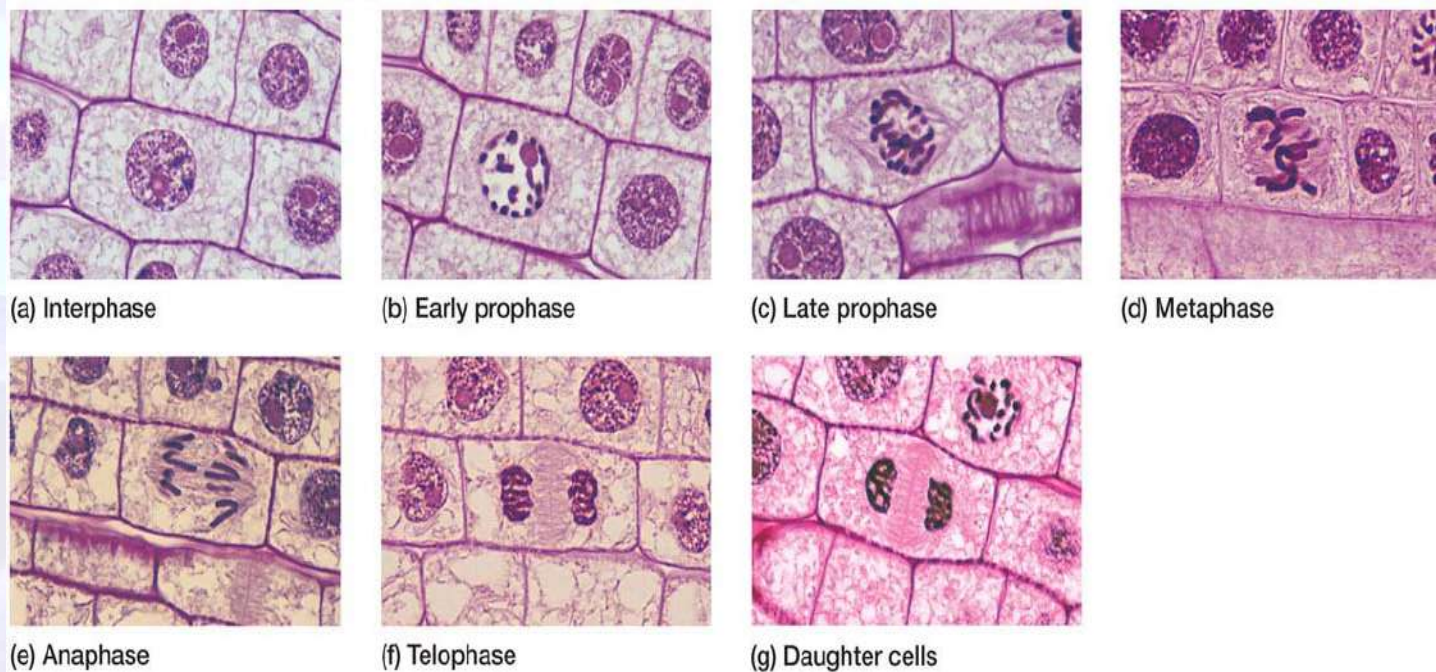 (a) Interphase
(b) Early prophase
(c) Late prophase
(d) Metaphase
(e) Anaphase
(f) Telophase
(g) Daughter cells